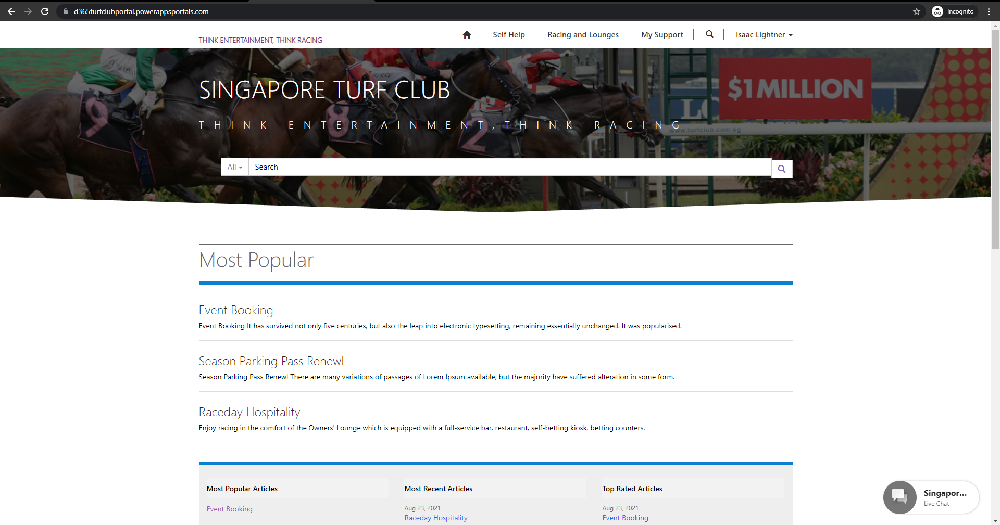 d365turfclubportal.powerappsportals.com
Incognito
THINK ENTERTAINMENT, THINK RACING
Self Help
Racing and Lounges
My Support
Isaac Lightner
SINGAPORE TURF CLUB
THINK ENTERTAINMENT, THINK RACING
$1 MILLION
www.turfclub.com.sg
9
8
2
All
Search
Most Popular
Event Booking
Event Booking It has survived not only five centuries, but also the leap into electronic typesetting, remaining essentially unchanged. It was popularised.
Season Parking Pass Renewl
Season Parking Pass Renewl There are many variations of passages of Lorem Ipsum available, but the majority have suffered alteration in some form.
Raceday Hospitality
Enjoy racing in the comfort of the Owners' Lounge which is equipped with a full-service bar, restaurant, self-betting kiosk, betting counters.
Most Popular Articles
Event Booking
Most Recent Articles
Aug 23, 2021
Raceday Hospitality
Top Rated Articles
Aug 23, 2021
Event Booking
Singapor...
Live Chat